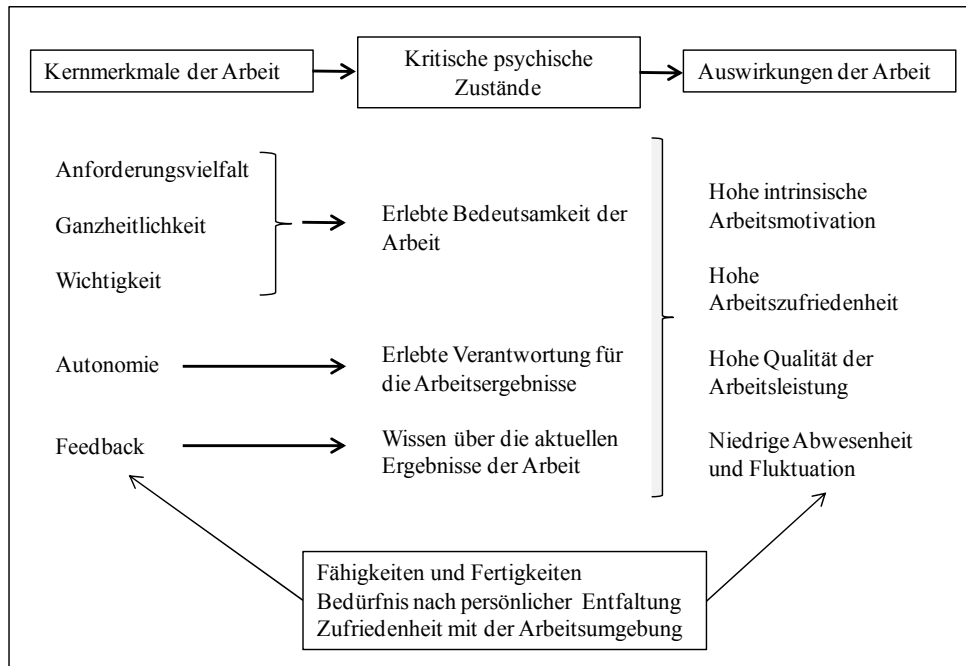 Kernmerkmale der Arbeit
Kritische psychische
Zustände
Auswirkungen der Arbeit
Anforderungsvielfalt
Ganzheitlichkeit
Wichtigkeit
Erlebte Bedeutsamkeit der
Arbeit
Autonomie
Erlebte Verantwortung für
die Arbeitsergebnisse
Feedback
Wissen über die aktuellen
Ergebnisse der Arbeit
Hohe intrinsische
Arbeitsmotivation
Hohe
Arbeitszufriedenheit
Hohe Qualität der
Arbeitsleistung
Niedrige Abwesenheit
und Fluktuation
Fähigkeiten und Fertigkeiten
Bedürfnis nach persönlicher Entfaltung
Zufriedenheit mit der Arbeitsumgebung